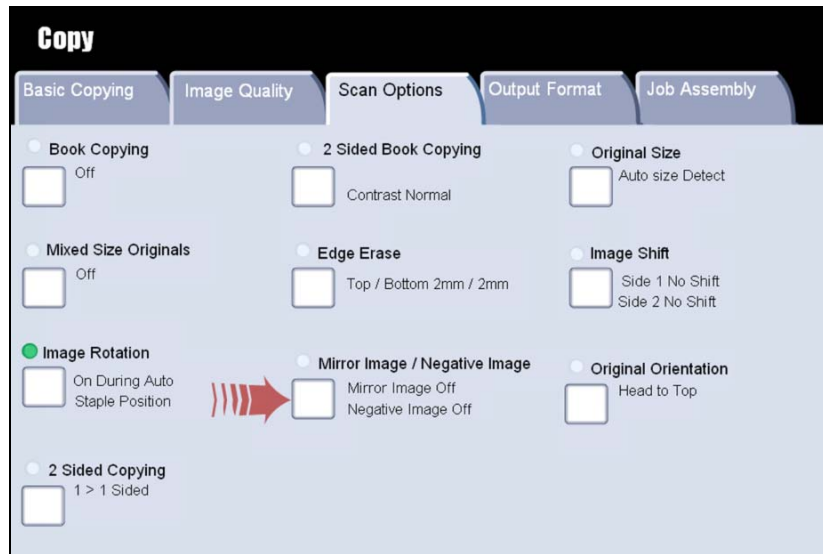 Copy
Basic Copying
Image Quality
Scan Options
Output Format
Job Assembly
Book Copying
Off
2 Sided Book Copying
Contrast Normal
Original Size
Auto size Detect
Mixed Size Originals
Off
Edge Erase
Top / Bottom 2mm / 2mm
Image Shift
Side 1 No Shift
Side 2 No Shift
Image Rotation
On During Auto
Staple Position
Mirror Image / Negative Image
Mirror Image Off
Negative Image Off
Original Orientation
Head to Top
2 Sided Copying
1 > 1 Sided